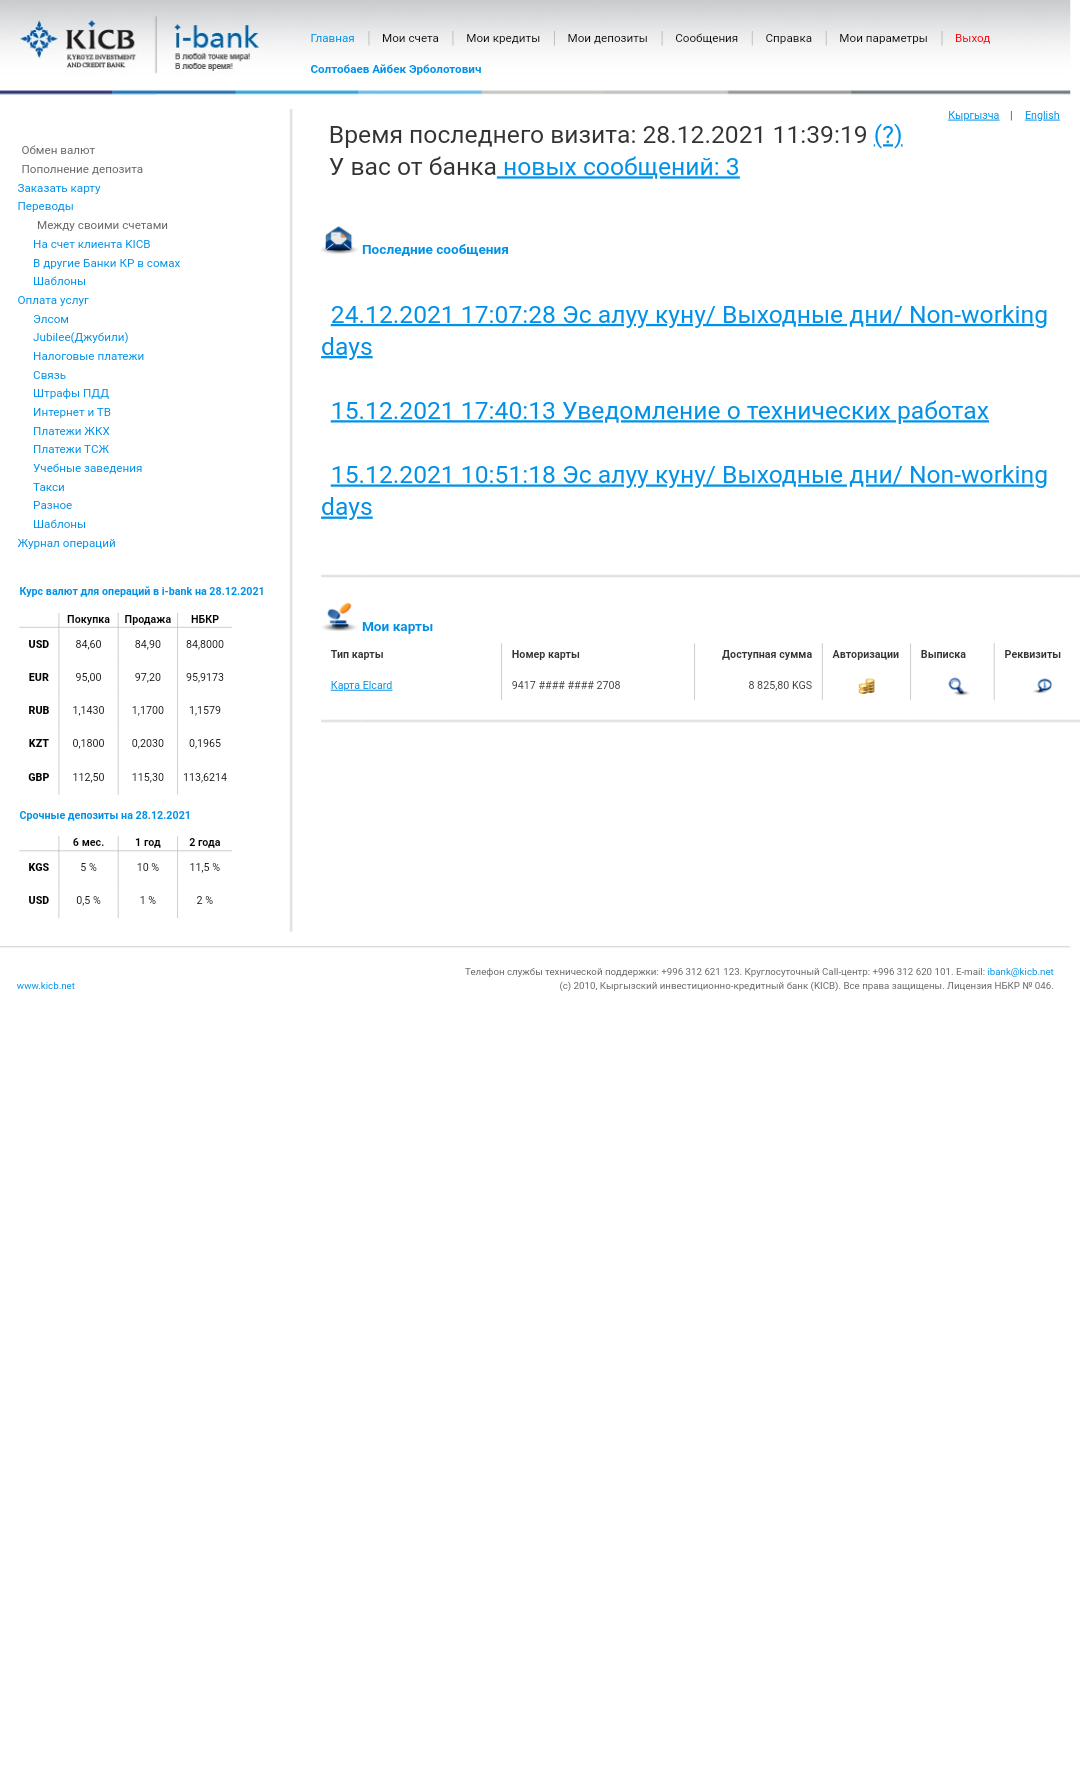 KICB
KYRGYZ INVESTMENT
AND CREDIT BANK
i-bank
В любой точке мира!
В любое время!
Главная Мои счета Мои кредиты Мои депозиты Сообщения Справка Мои параметры Выход
Солтобаев Айбек Эрболотович
Кыргызча | English
Обмен валют
Пополнение депозита
Заказать карту
Переводы
Между своими счетами
На счет клиента KICB
В другие Банки КР в сомах
Шаблоны
Оплата услуг
Элсом
Jubilee(Джубили)
Налоговые платежи
Связь
Штрафы ПДД
Интернет и ТВ
Платежи ЖКХ
Платежи ТСЖ
Учебные заведения
Такси
Разное
Шаблоны
Журнал операций
Курс валют для операций в i-bank на 28.12.2021
Покупка Продажа НБКР
USD 84,60 84,90 84,8000
EUR 95,00 97,20 95,9173
RUB 1,1430 1,1700 1,1579
KZT 0,1800 0,2030 0,1965
GBP 112,50 115,30 113,6214
Срочные депозиты на 28.12.2021
6 мес. 1 год 2 года
KGS 5 % 10 % 11,5 %
USD 0,5 % 1 % 2 %
Время последнего визита: 28.12.2021 11:39:19 (?)
У вас от банка новых сообщений: 3
Последние сообщения
24.12.2021 17:07:28 Эс алуу куну/ Выходные дни/ Non-working
days
15.12.2021 17:40:13 Уведомление о технических работах
15.12.2021 10:51:18 Эс алуу куну/ Выходные дни/ Non-working
days
Мои карты
Тип карты Номер карты Доступная сумма Авторизации Выписка Реквизиты
Карта Elcard 9417 #### #### 2708 8 825,80 KGS
Телефон службы технической поддержки: +996 312 621 123. Круглосуточный Call-центр: +996 312 620 101. E-mail: ibank@kicb.net
www.kicb.net (c) 2010, Кыргызский инвестиционно-кредитный банк (KICB). Все права защищены. Лицензия НБКР № 046.